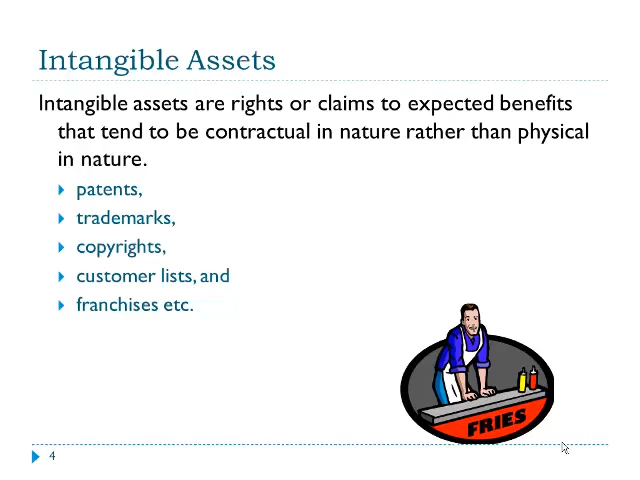 Intangible Assets
Intangible assets are rights or claims to expected benefits
that tend to be contractual in nature rather than physical
in nature.
patents,
trademarks,
copyrights,
customer lists, and
franchises etc.
FRIES
4